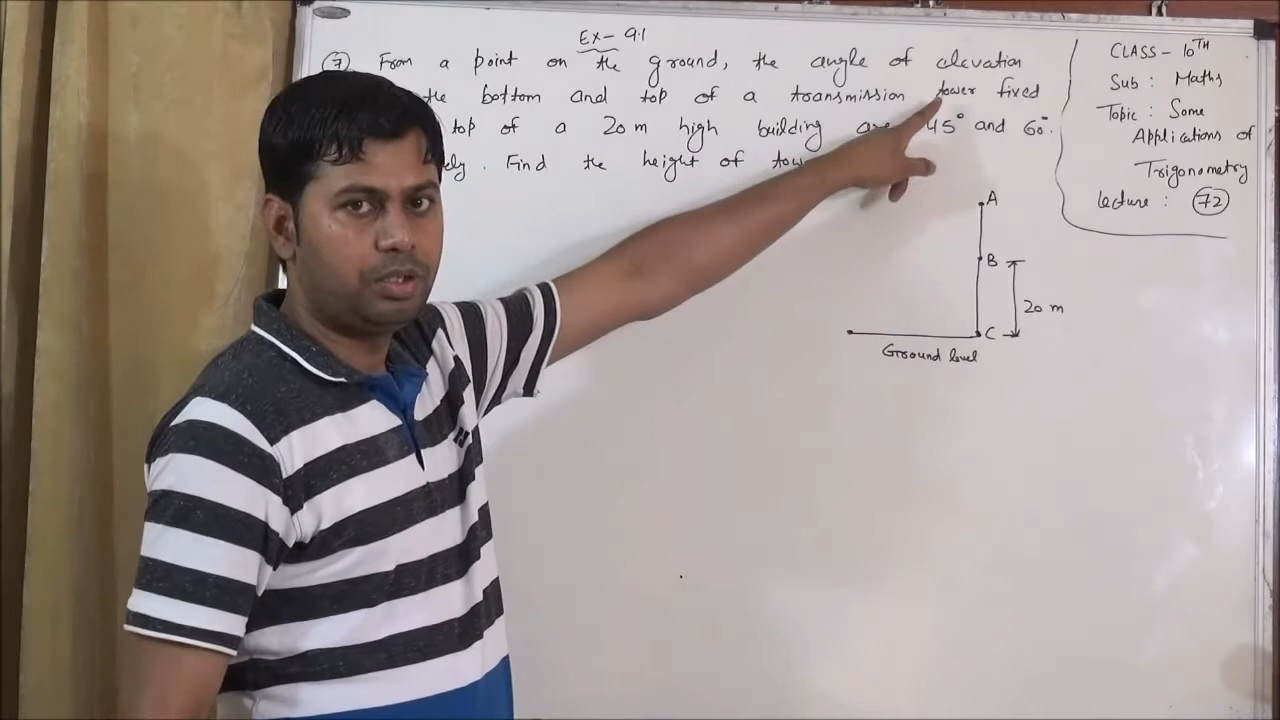 Ex- 9.1
(7) From a point on the ground, the angle of elevation
the bottom and top of a transmission tower fixed
top of a 20 m high building are 45° and 60°.
Find the height of
CLASS - 10TH
Sub : Maths
Topic : Some
Applications of
Trigonometry
Lecture : (72)
A
B
20 m
C
Ground level